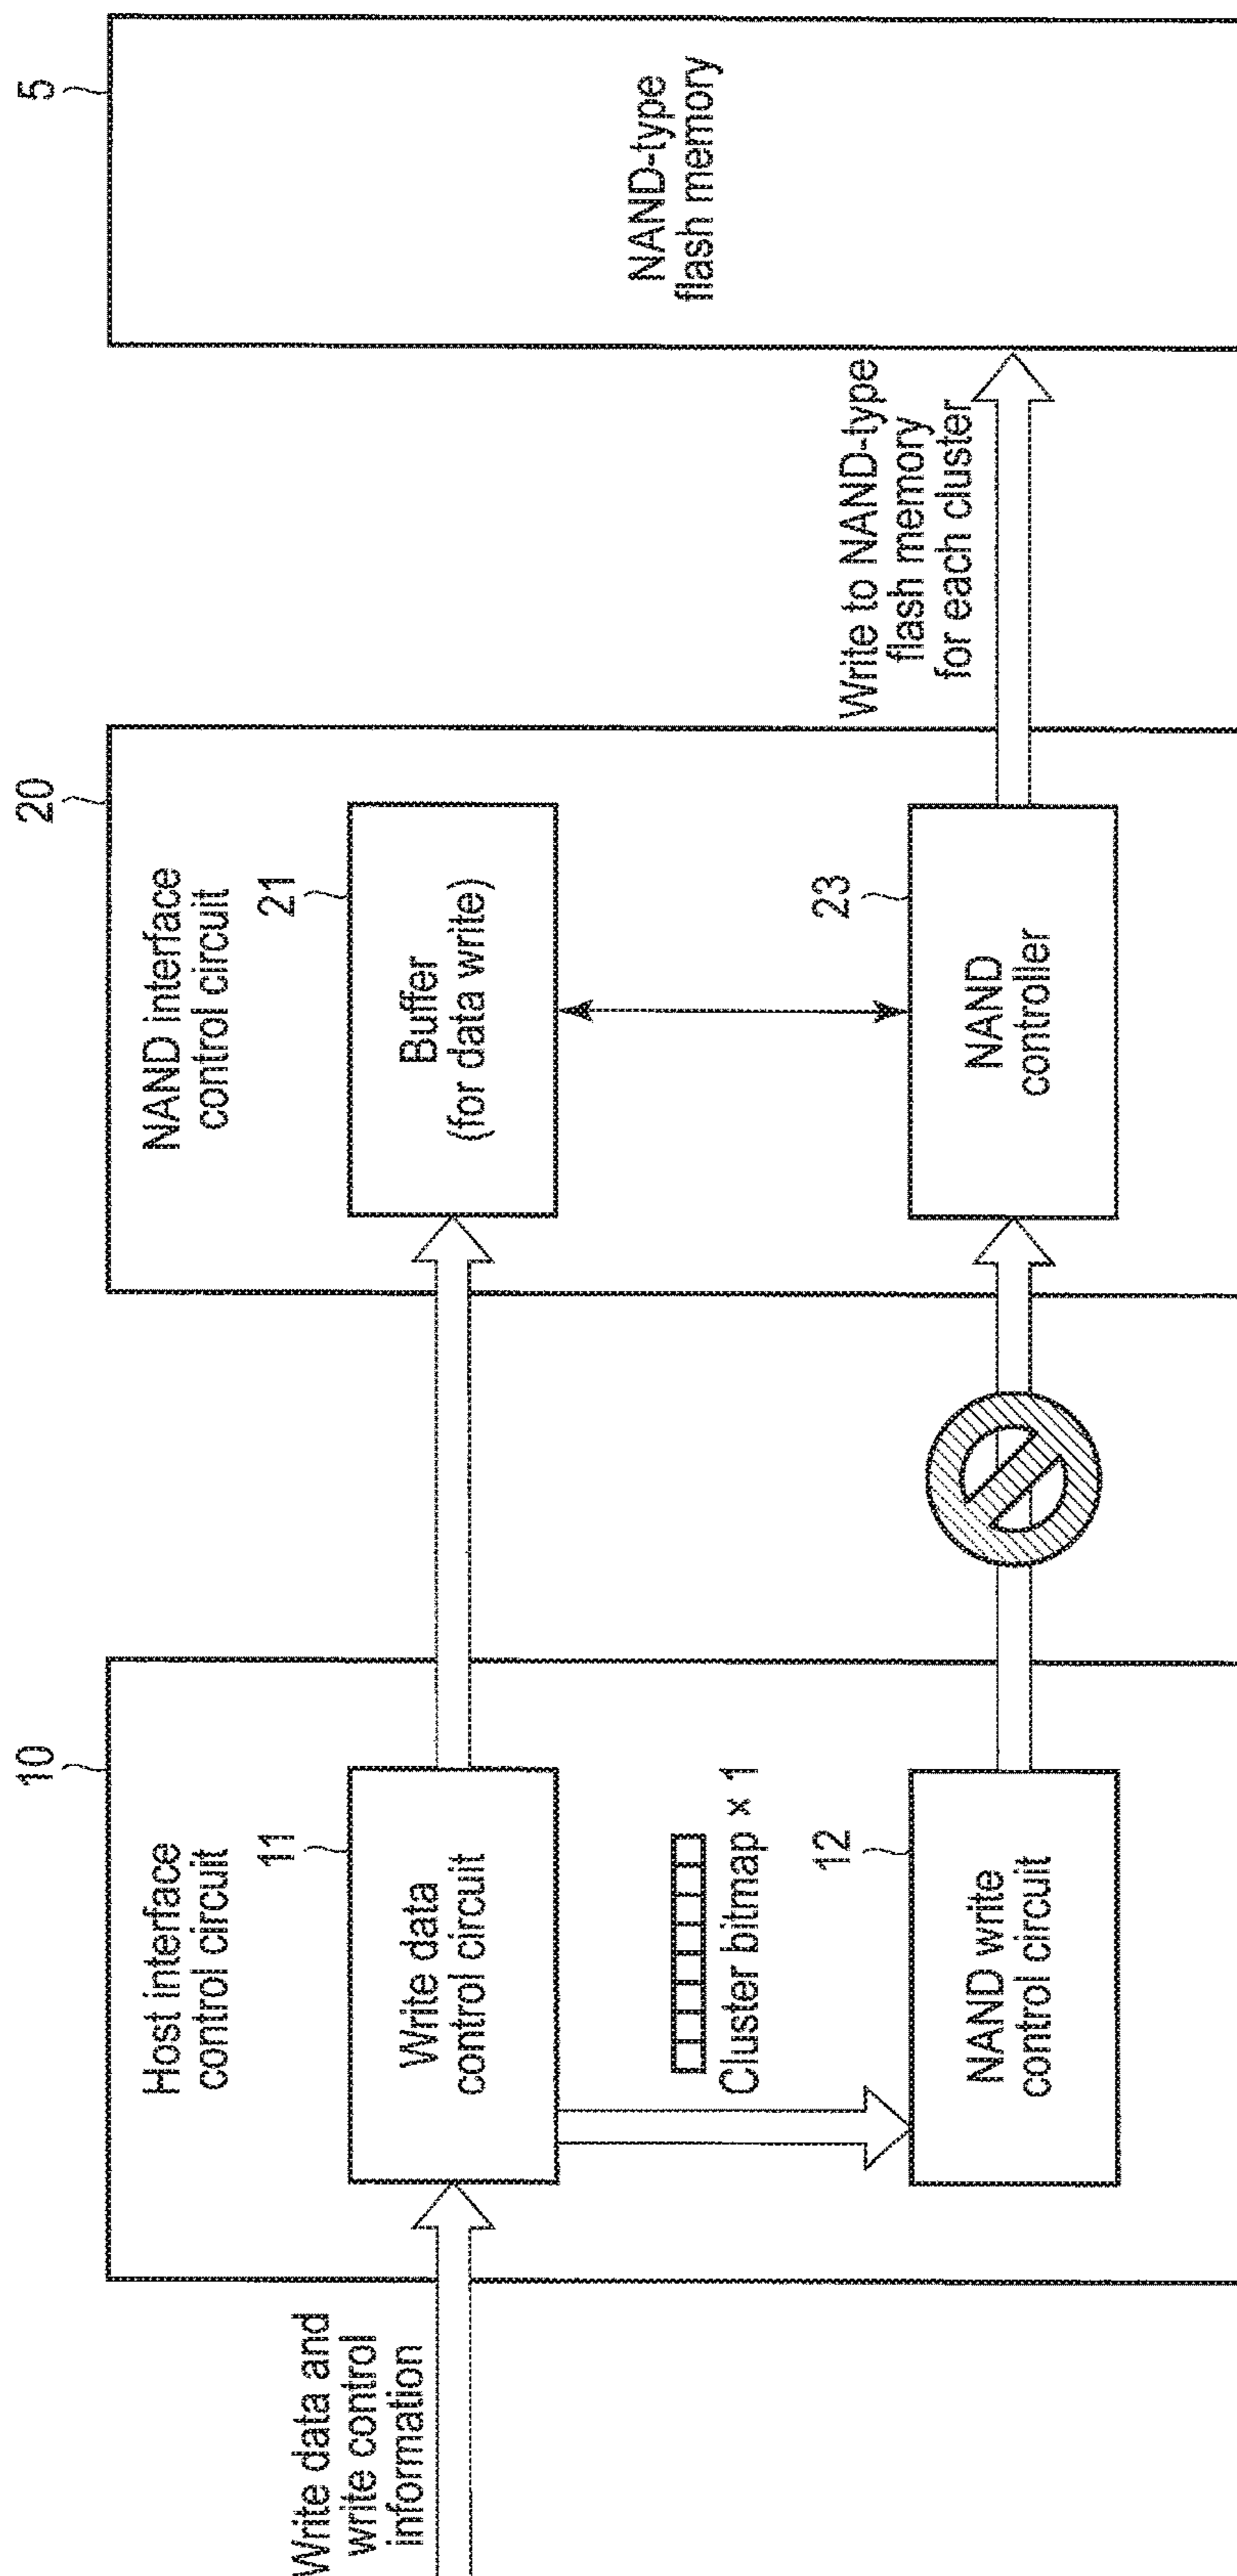 Write data and
write control
information
10
Host interface
control circuit
11
Write data
control circuit
Cluster bitmap × 1
12
NAND write
control circuit
20
NAND interface
control circuit
21
Buffer
(for data write)
23
NAND
controller
Write to NAND-type
flash memory
for each cluster
5
NAND-type
flash memory